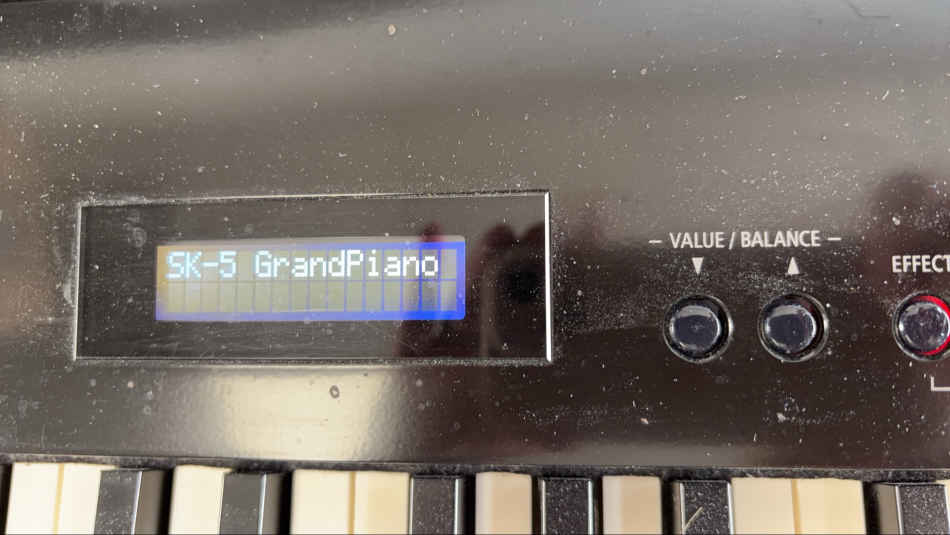 SK-5 GrandPiano
– VALUE / BALANCE –
▼ ▲
EFFECT